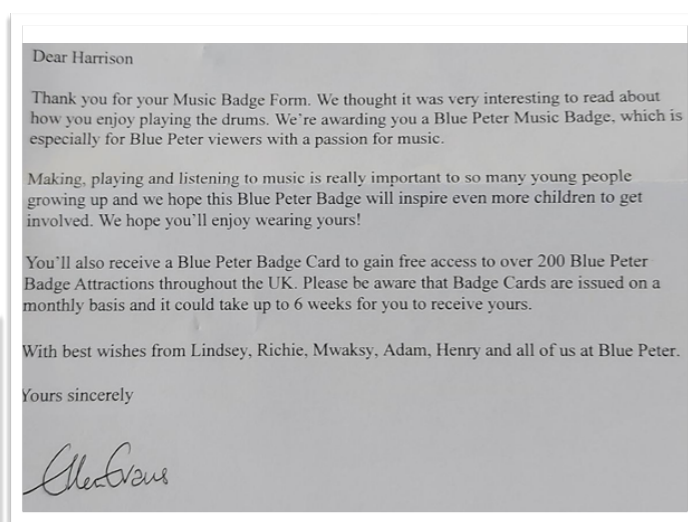 Dear Harrison
Thank you for your Music Badge Form. We thought it was very interesting to read about
how you enjoy playing the drums. We're awarding you a Blue Peter Music Badge, which is
especially for Blue Peter viewers with a passion for music.
Making, playing and listening to music is really important to so many young people
growing up and we hope this Blue Peter Badge will inspire even more children to get
involved. We hope you'll enjoy wearing yours!
You'll also receive a Blue Peter Badge Card to gain free access to over 200 Blue Peter
Badge Attractions throughout the UK. Please be aware that Badge Cards are issued on a
monthly basis and it could take up to 6 weeks for you to receive yours.
With best wishes from Lindsey, Richie, Mwaksy, Adam, Henry and all of us at Blue Peter.
Yours sincerely
Ellen Evans